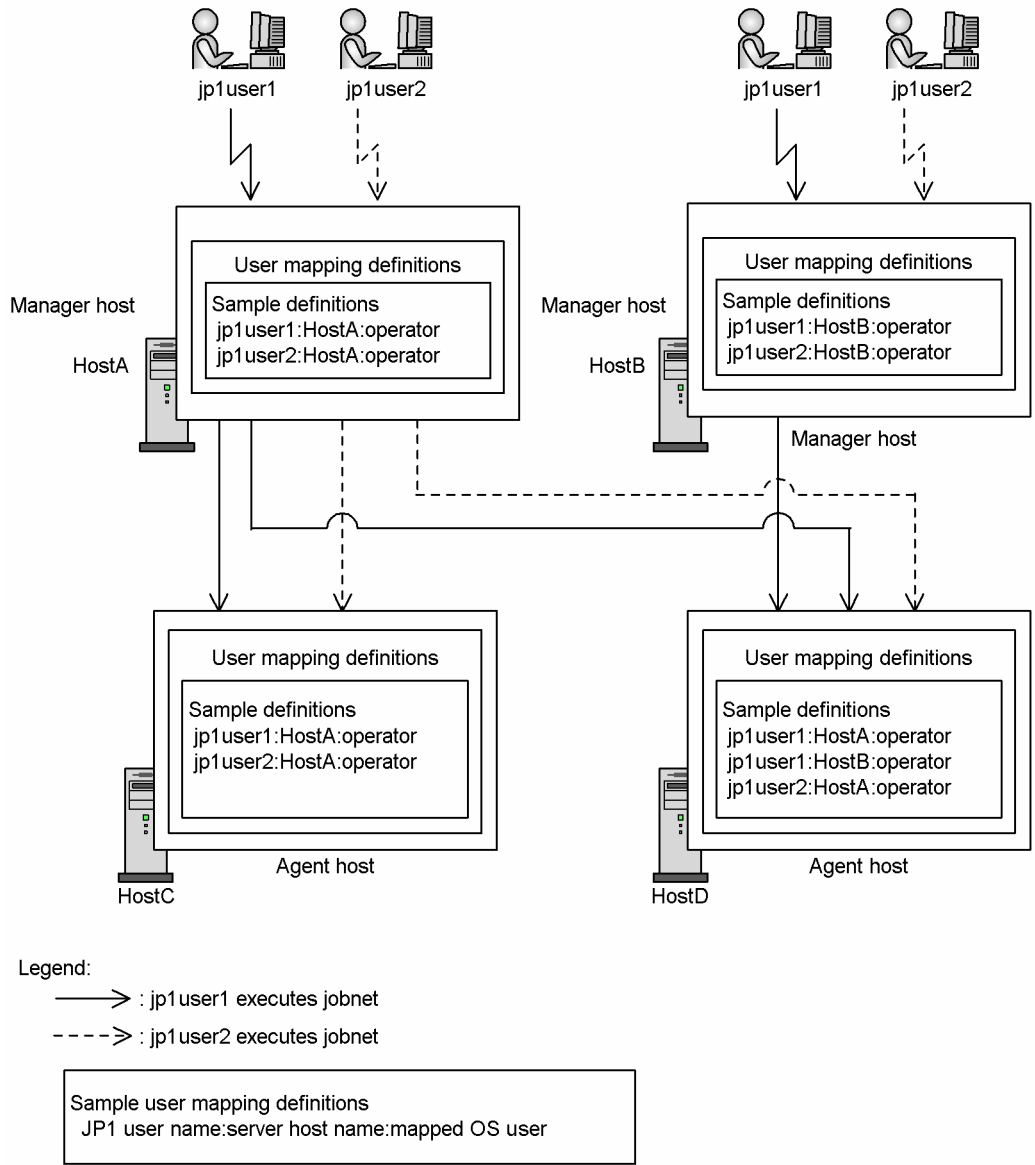 jp1user1
jp1user2
jp1user1
jp1user2
User mapping definitions
Sample definitions
jp1user1:HostA:operator
jp1user2:HostA:operator
Manager host
HostA
User mapping definitions
Sample definitions
jp1user1:HostB:operator
jp1user2:HostB:operator
Manager host
HostB
Manager host
User mapping definitions
Sample definitions
jp1user1:HostA:operator
jp1user2:HostA:operator
Agent host
HostC
User mapping definitions
Sample definitions
jp1user1:HostA:operator
jp1user1:HostB:operator
jp1user2:HostA:operator
Agent host
HostD
Legend:
: jp1user1 executes jobnet
: jp1user2 executes jobnet
Sample user mapping definitions
JP1 user name:server host name:mapped OS user